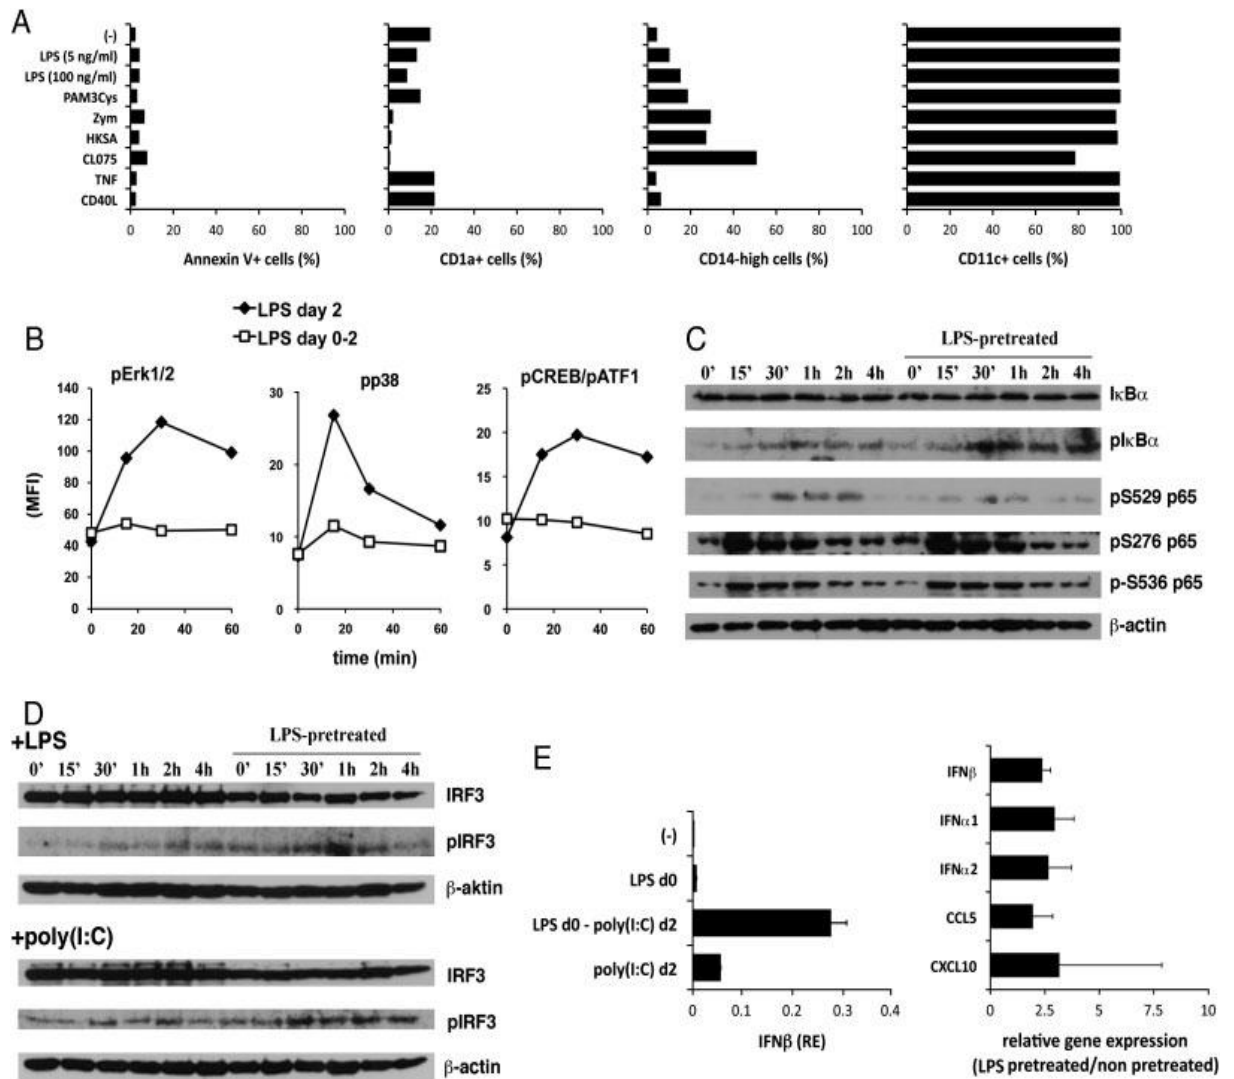 A
(-)
LPS (5 ng/ml)
LPS (100 ng/ml)
PAM3Cys
Zym
HKSA
CL075
TNF
CD40L
0 20 40 60 80 100
0 20 40 60 80 100
0 20 40 60 80 100
0 20 40 60 80 100
Annexin V+ cells (%)
CD1a+ cells (%)
CD14-high cells (%)
CD11c+ cells (%)
B
LPS day 2
LPS day 0-2
pErk1/2
pp38
pCREB/pATF1
(MFI)
140
120
100
80
60
40
20
0
30
20
10
0
25
20
15
10
5
0
0 20 40 60
0 20 40 60
0 20 40 60
time (min)
C
LPS-pretreated
0' 15' 30' 1h 2h 4h 0' 15' 30' 1h 2h 4h
IκBα
pIκBα
pS529 p65
pS276 p65
p-S536 p65
β-actin
D
+LPS
LPS-pretreated
0' 15' 30' 1h 2h 4h 0' 15' 30' 1h 2h 4h
IRF3
pIRF3
β-aktin
+poly(I:C)
IRF3
pIRF3
β-actin
E
(-)
LPS d0
LPS d0 - poly(I:C) d2
poly(I:C) d2
0 0.1 0.2 0.3 0.4
IFNβ (RE)
IFNβ
IFNα1
IFNα2
CCL5
CXCL10
0 2.5 5 7.5 10
relative gene expression
(LPS pretreated/non pretreated)